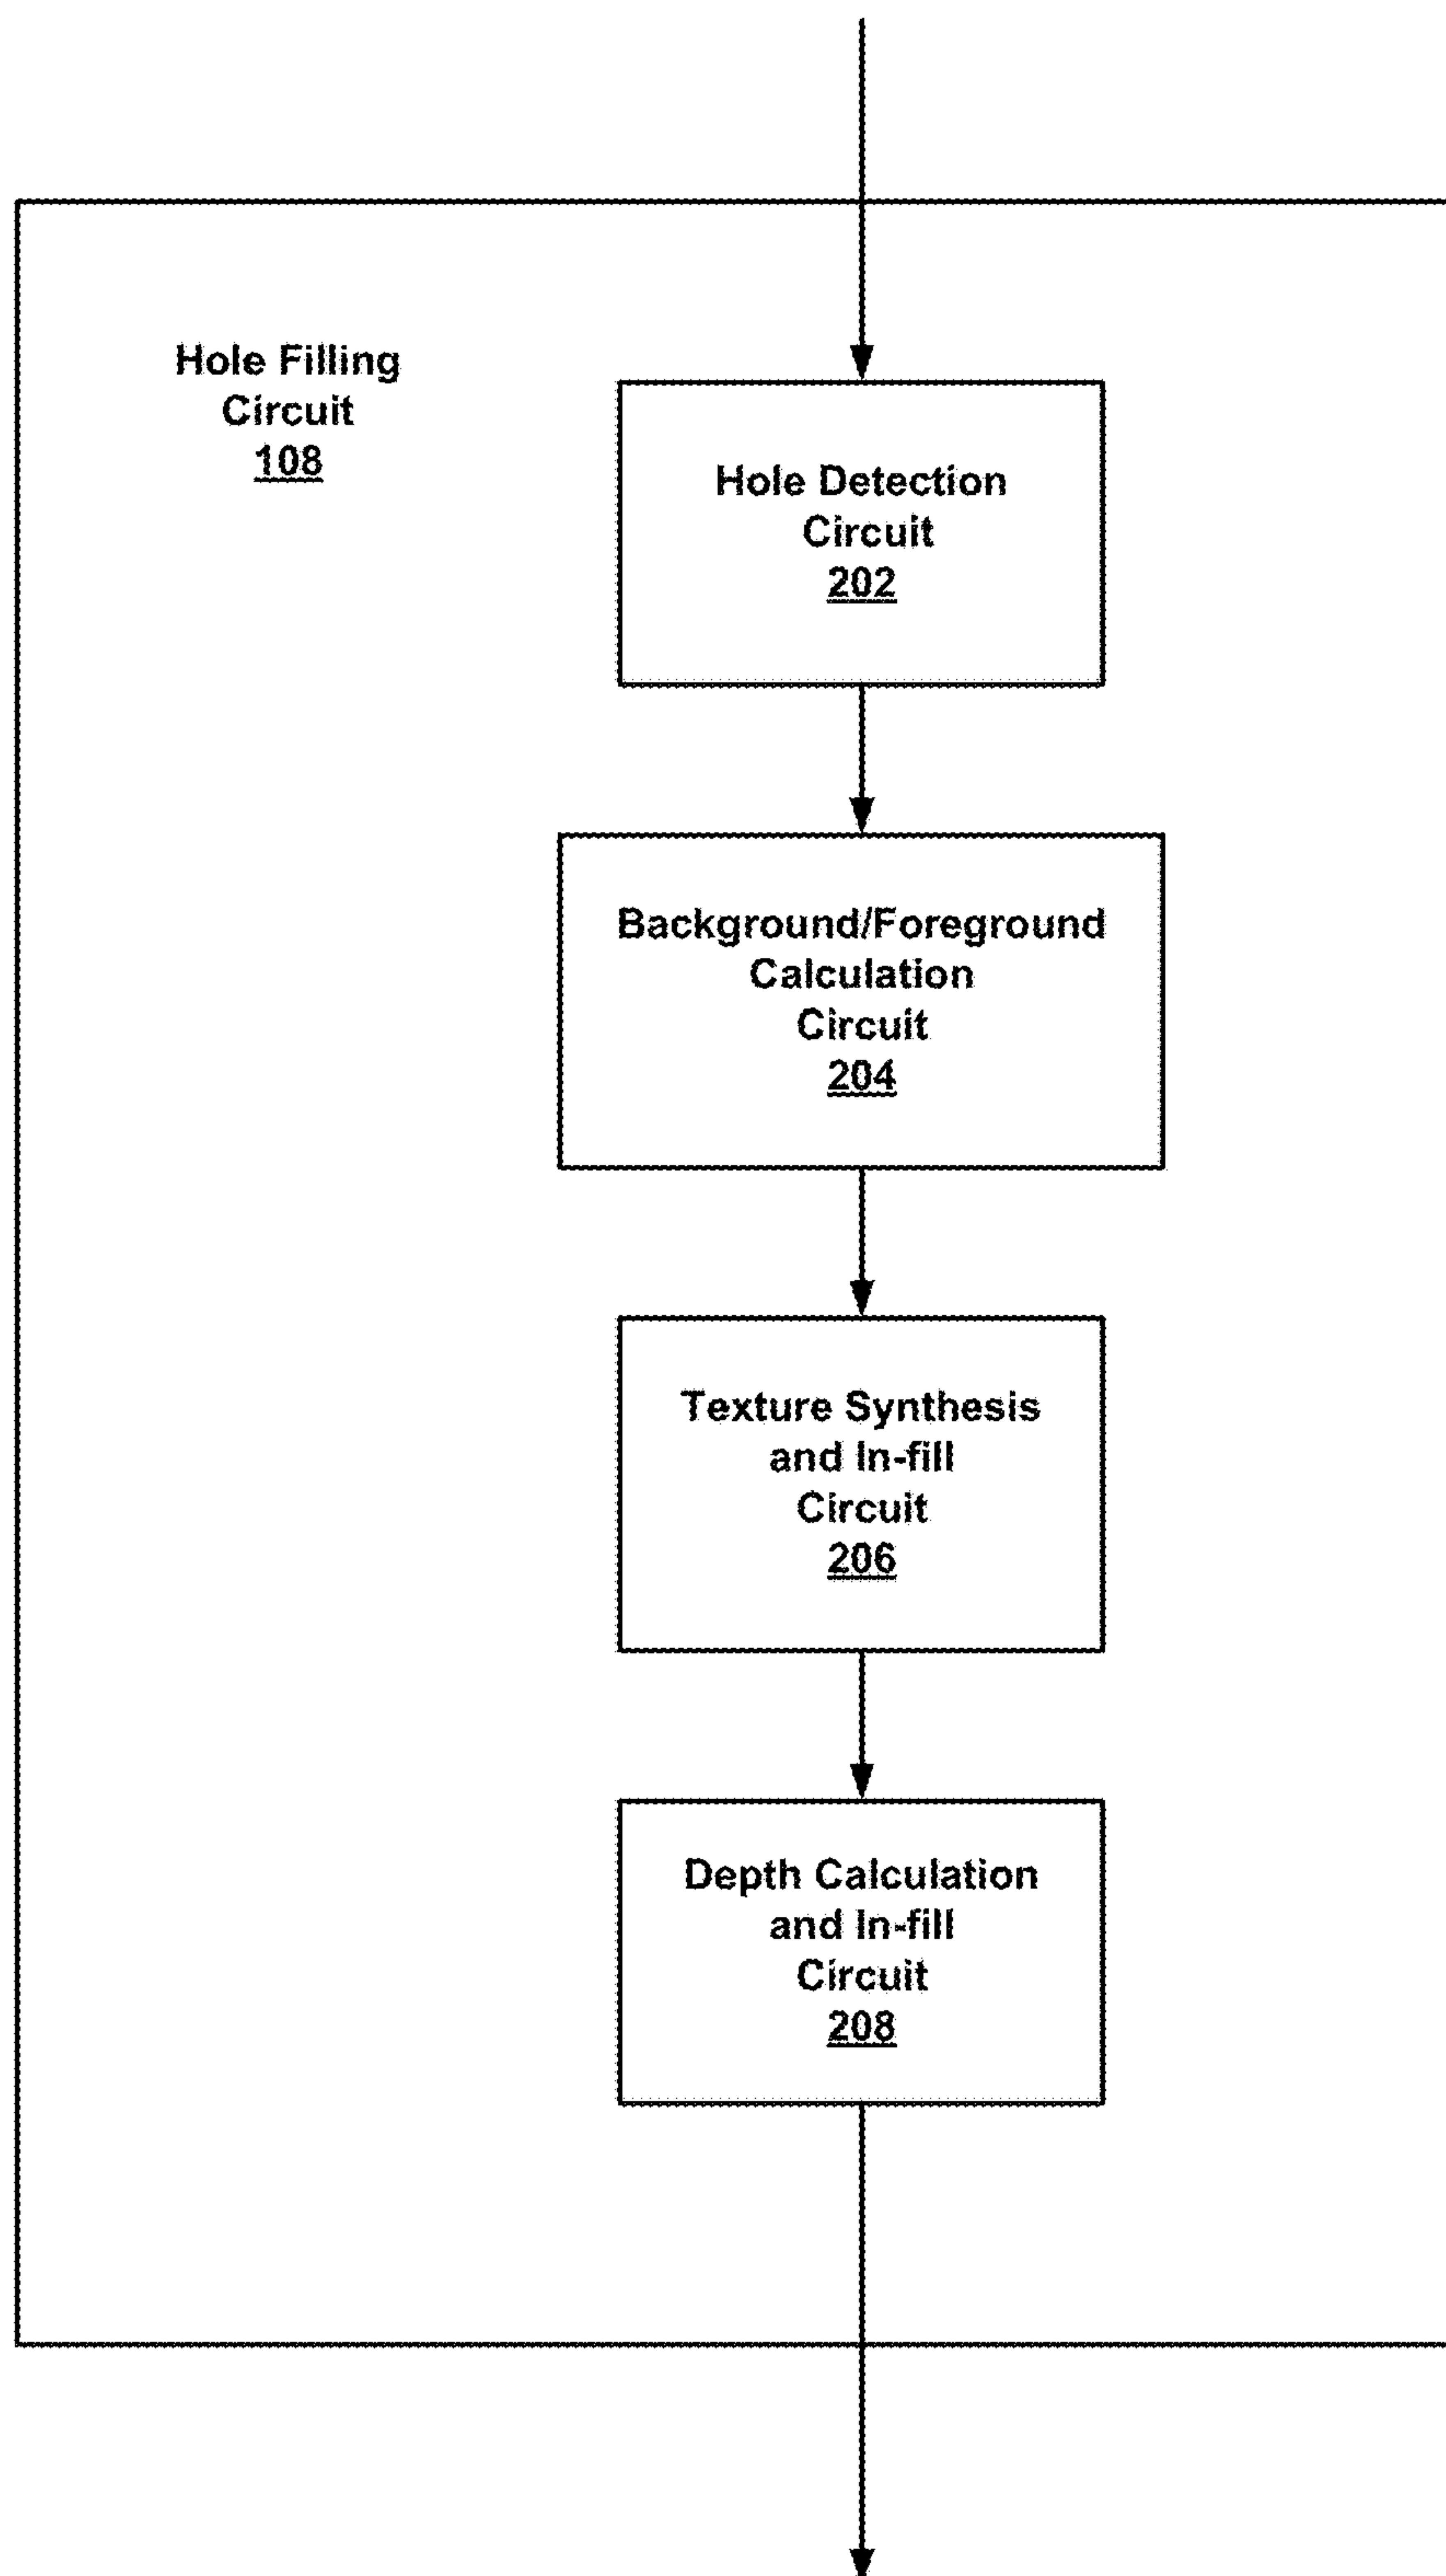 Hole Filling
Circuit
108
Hole Detection
Circuit
202
Background/Foreground
Calculation
Circuit
204
Texture Synthesis
and In-fill
Circuit
206
Depth Calculation
and In-fill
Circuit
208